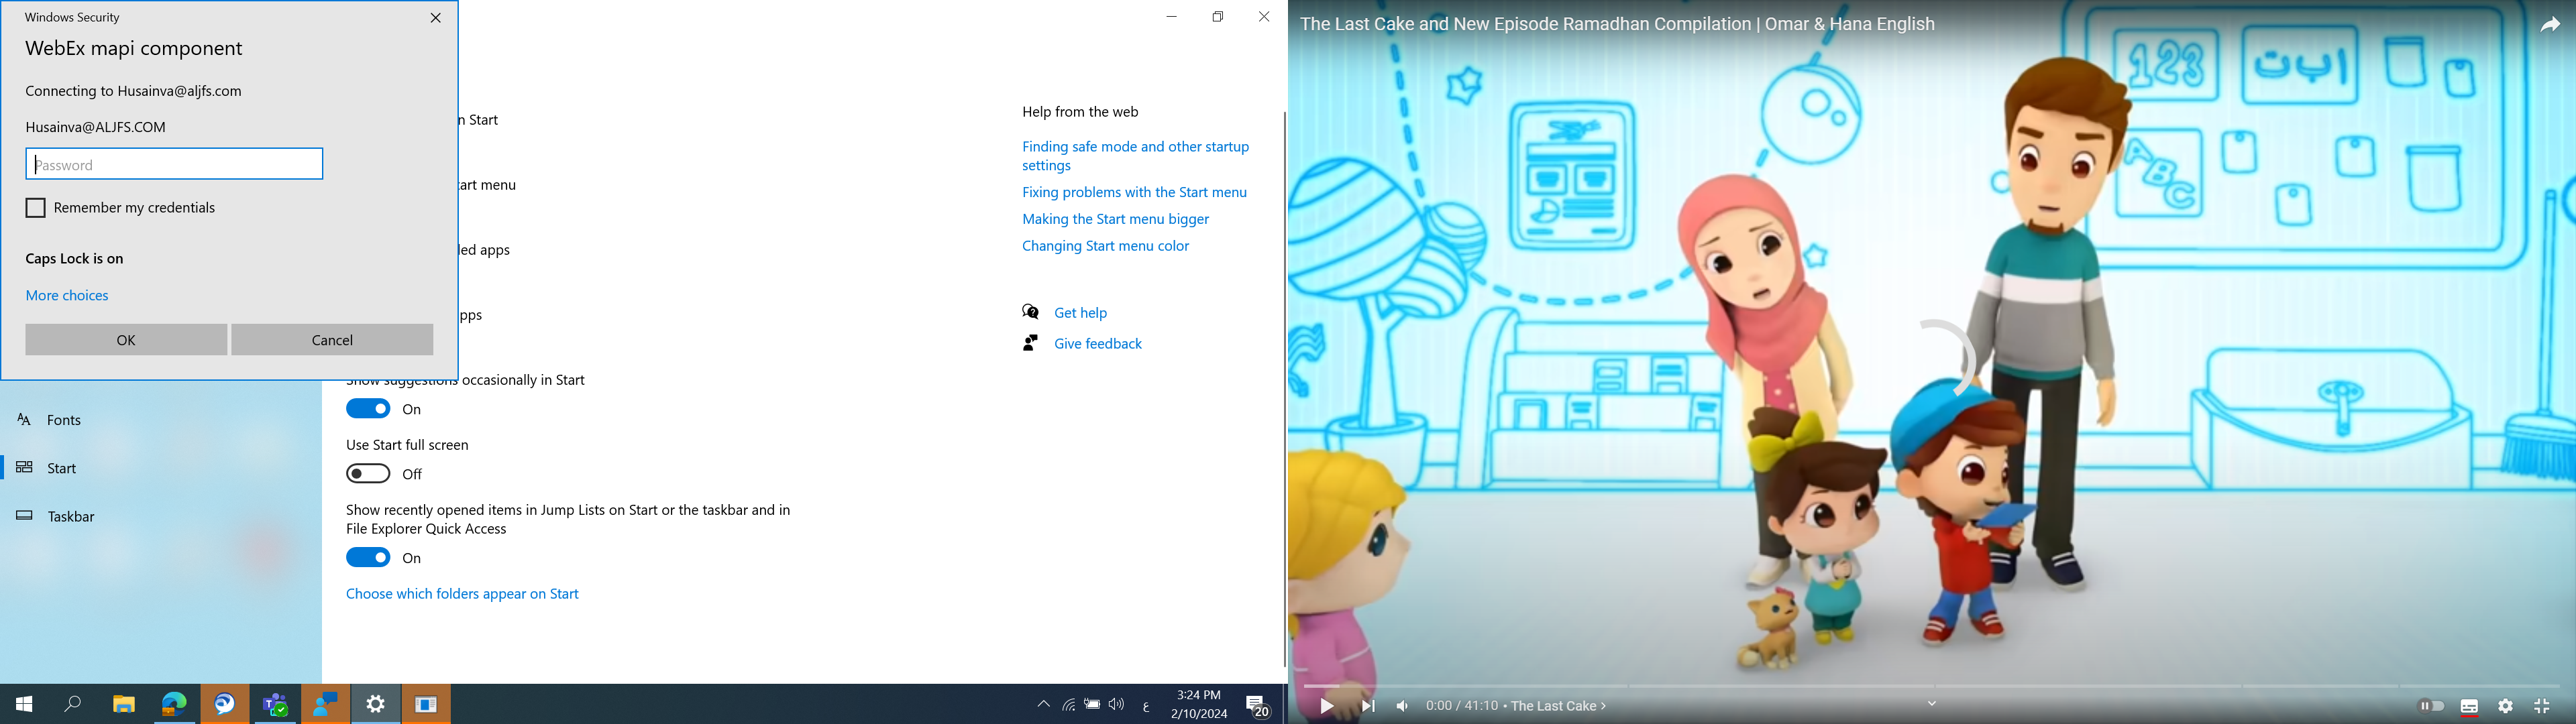 Windows Security
WebEx mapi component
Connecting to Husainva@aljfs.com
Husainva@ALJFS.COM
Password
Remember my credentials
Caps Lock is on
More choices
OK
Cancel
Fonts
Start
Taskbar
n Start
art menu
led apps
pps
Show suggestions occasionally in Start
On
Use Start full screen
Off
Show recently opened items in Jump Lists on Start or the taskbar and in
File Explorer Quick Access
On
Choose which folders appear on Start
Help from the web
Finding safe mode and other startup
settings
Fixing problems with the Start menu
Making the Start menu bigger
Changing Start menu color
Get help
Give feedback
ع
3:24 PM
2/10/2024
20
The Last Cake and New Episode Ramadhan Compilation | Omar & Hana English
123
ا ب ت
ABC
0:00 / 41:10 • The Last Cake